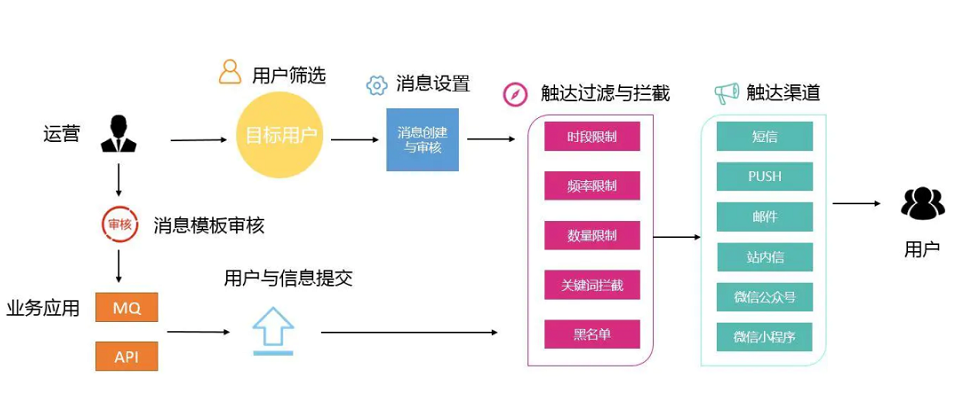 用户筛选
消息设置
触达过滤与拦截
触达渠道
运营
目标用户
消息创建
与审核
时段限制
频率限制
数量限制
关键词拦截
黑名单
短信
PUSH
邮件
站内信
微信公众号
微信小程序
用户
审核
消息模板审核
业务应用
MQ
API
用户与信息提交